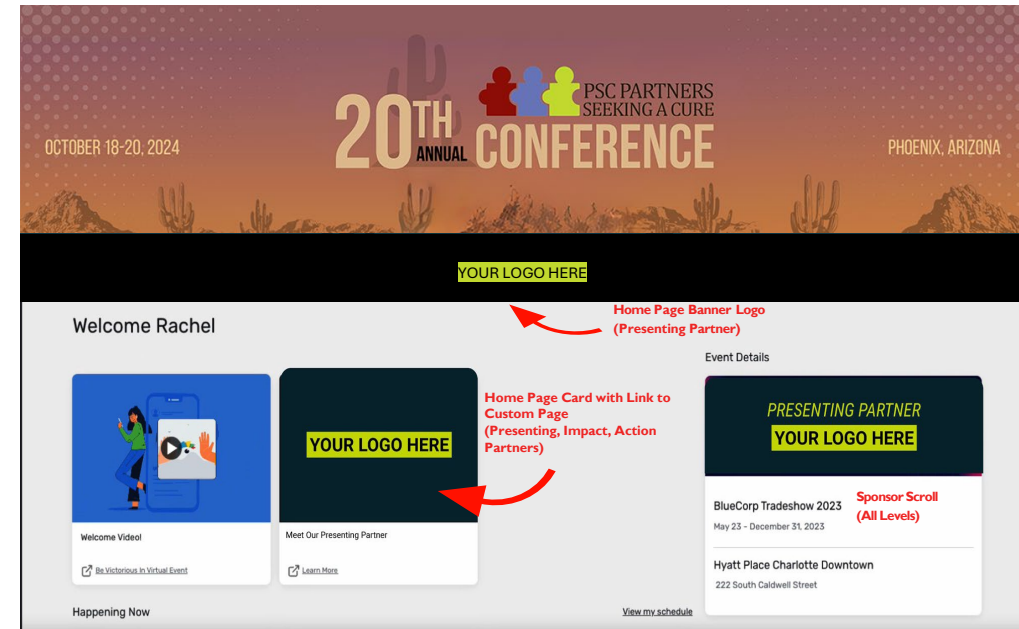 PSC PARTNERS
SEEKING A CURE
20TH ANNUAL CONFERENCE
OCTOBER 18-20, 2024
PHOENIX, ARIZONA
YOUR LOGO HERE
Home Page Banner Logo
(Presenting Partner)
Welcome Rachel
Event Details
Home Page Card with Link to
Custom Page
(Presenting, Impact, Action
Partners)
YOUR LOGO HERE
PRESENTING PARTNER
YOUR LOGO HERE
Welcome Video!
Be Victorious In Virtual Event
Meet Our Presenting Partner
Learn More
BlueCorp Tradeshow 2023
May 23 - December 31, 2023
Sponsor Scroll
(All Levels)
Hyatt Place Charlotte Downtown
222 South Caldwell Street
Happening Now
View my schedule